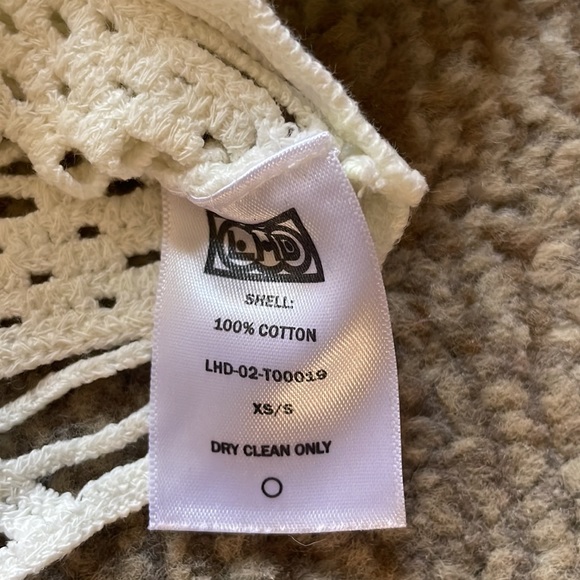 LHD
SHELL:
100% COTTON
LHD-02-T00019
XS/S
DRY CLEAN ONLY